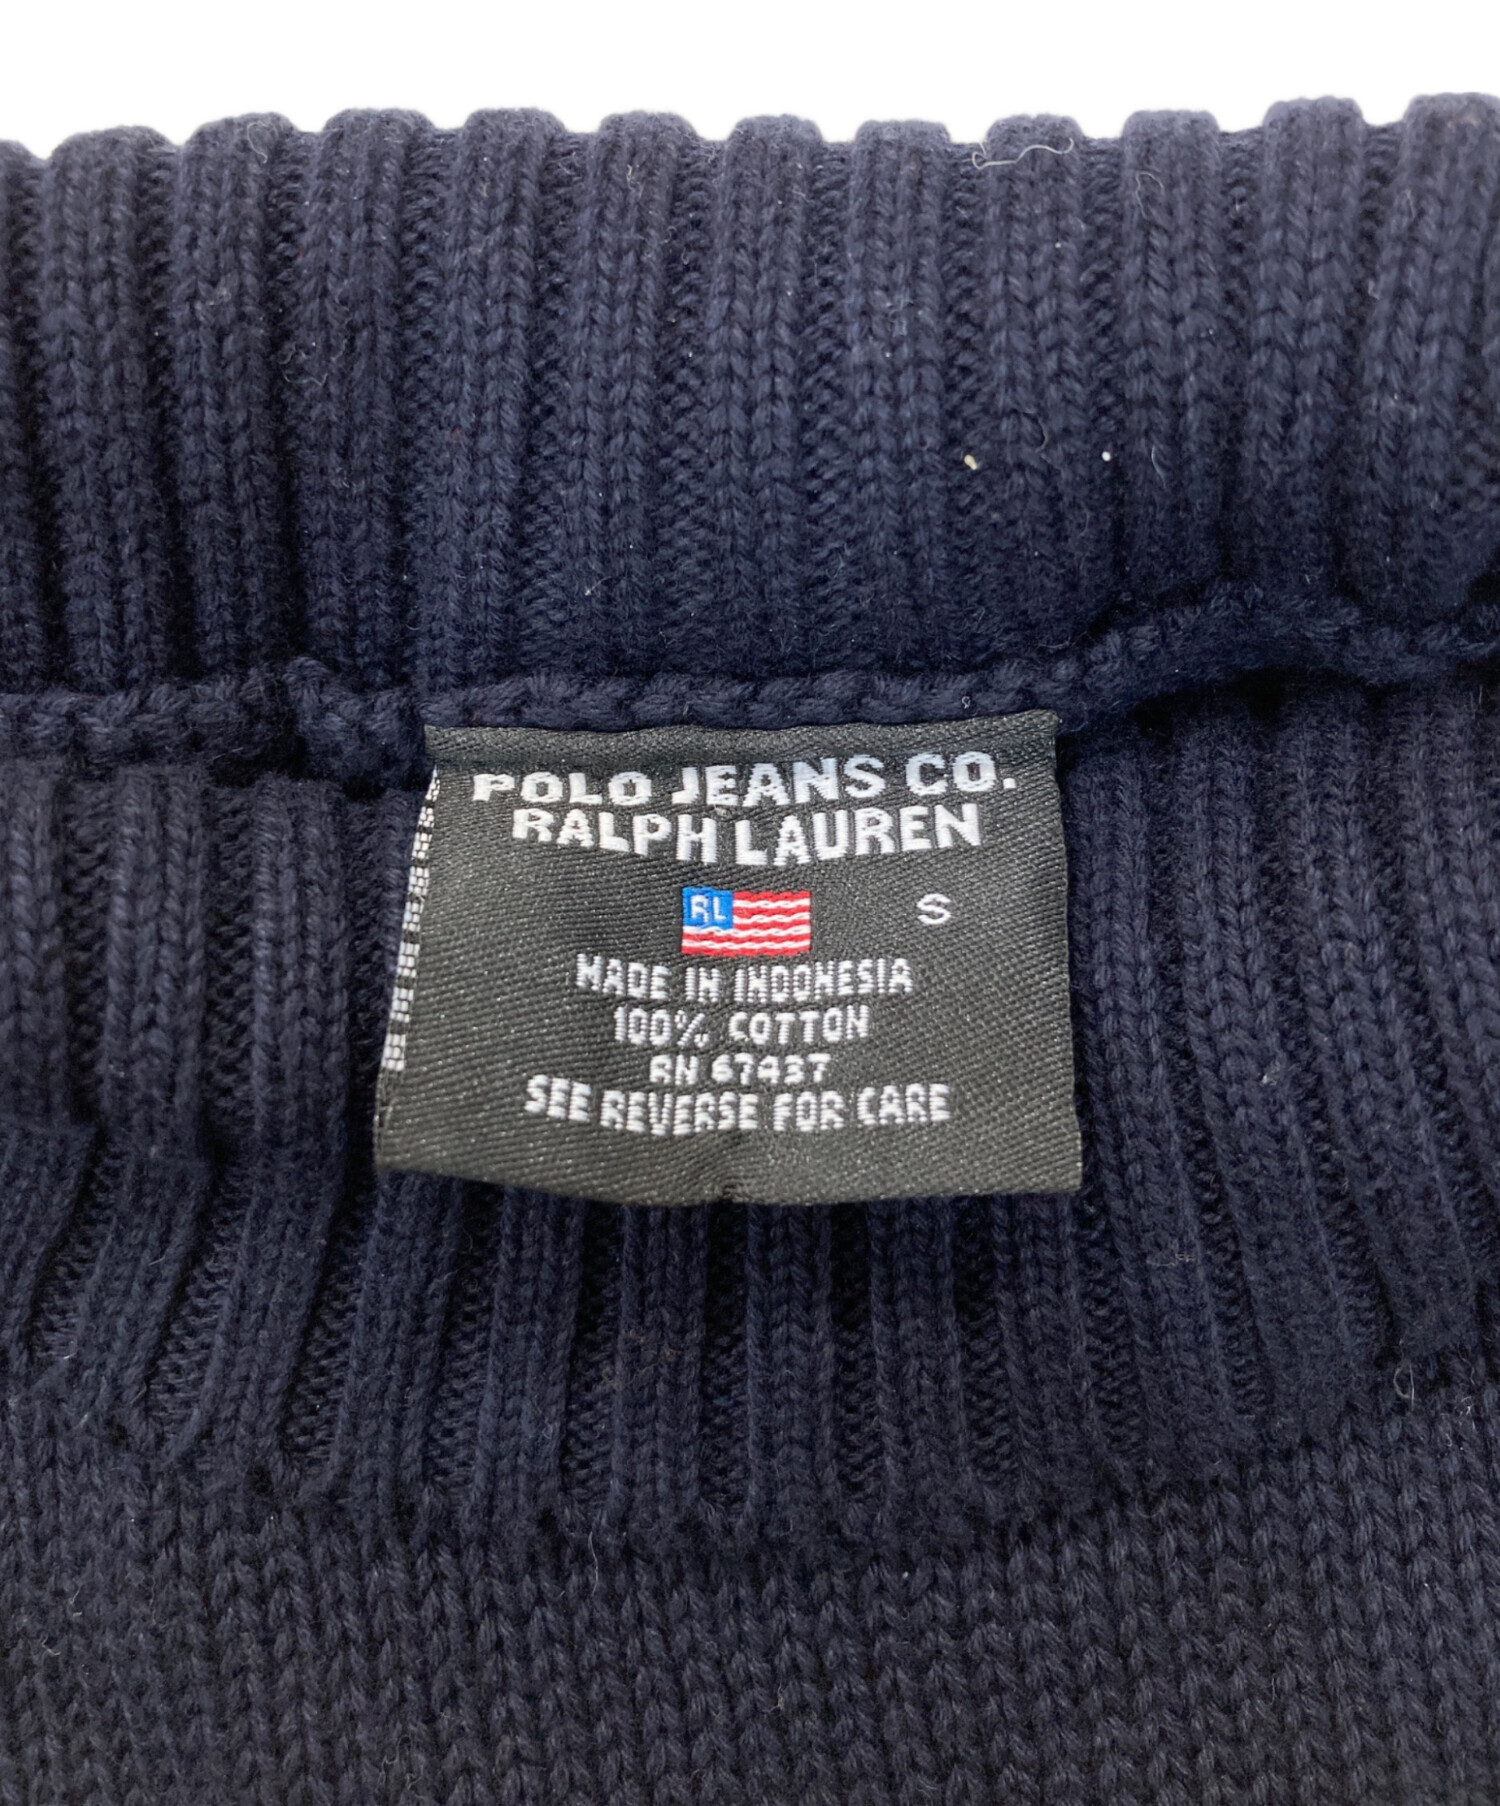 POLO JEANS CO.
RALPH LAUREN
RL
S
MADE IN INDONESIA
100% COTTON
RN 67437
SEE REVERSE FOR CARE